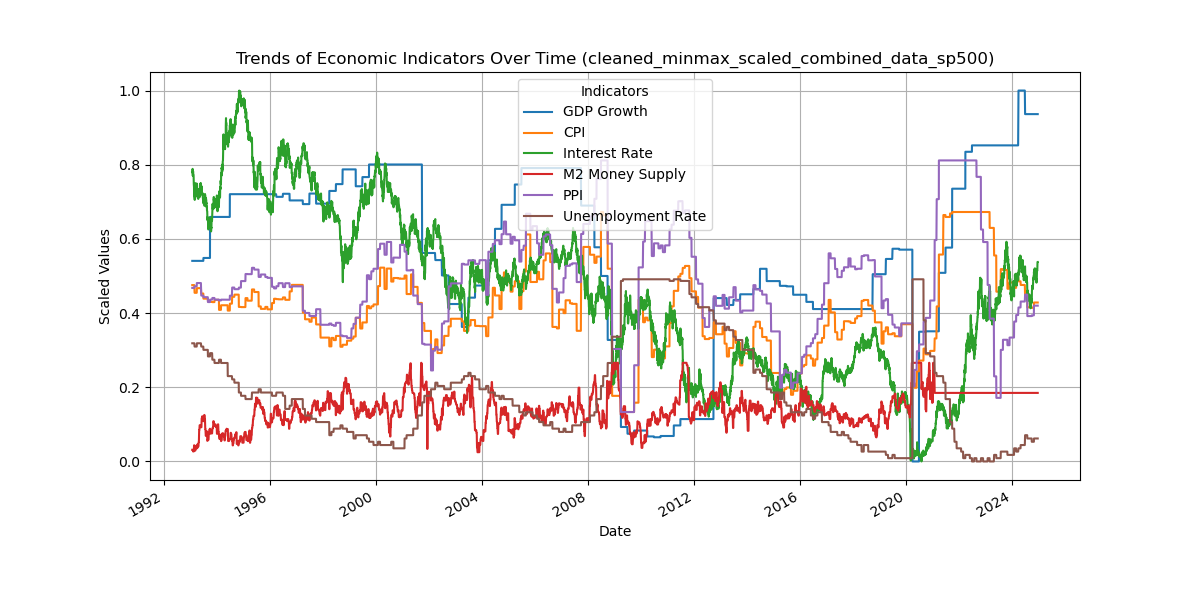 Trends of Economic Indicators Over Time (cleaned_minmax_scaled_combined_data_sp500)
Indicators
GDP Growth
CPI
Interest Rate
M2 Money Supply
PPI
Unemployment Rate
Scaled Values
1.0
0.8
0.6
0.4
0.2
0.0
1992
1996
2000
2004
2008
2012
2016
2020
2024
Date